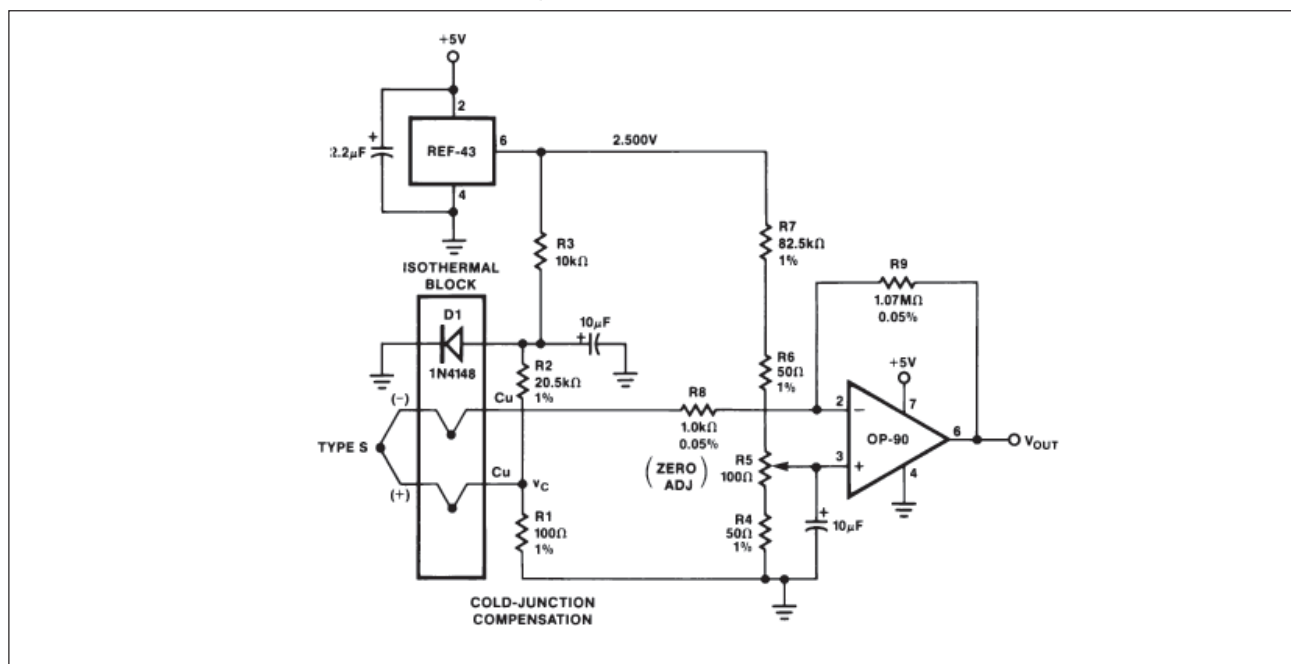 +5V
2
2.2µF
+
REF-43
6
2.500V
4
R3
10kΩ
R7
82.5kΩ
1%
ISOTHERMAL
BLOCK
D1
1N4148
10µF
+
R9
1.07MΩ
0.05%
R2
20.5kΩ
1%
R6
50Ω
1%
+5V
7
(–)
Cu
R8
1.0kΩ
0.05%
2
–
OP-90
6
VOUT
TYPE S
(ZERO
ADJ)
R5
100Ω
3
+
4
(+)
Cu
vC
R1
100Ω
1%
R4
50Ω
1%
+
10µF
COLD-JUNCTION
COMPENSATION